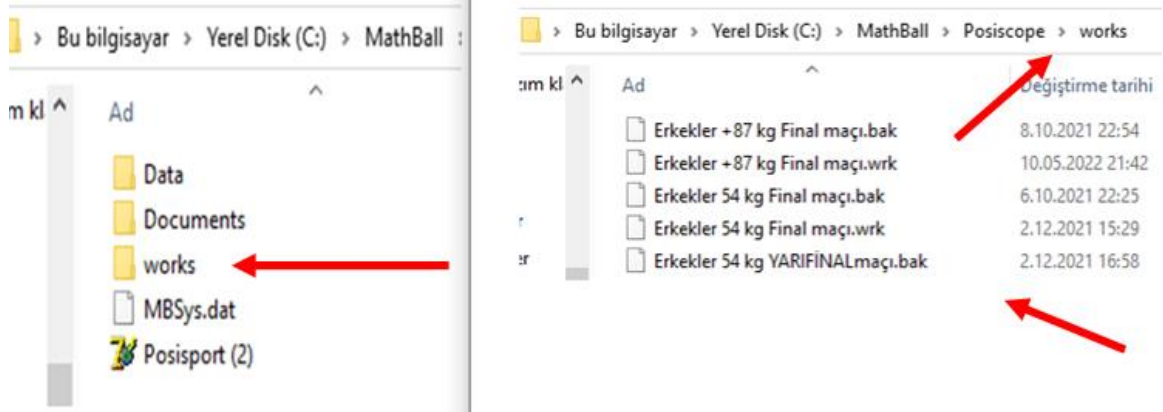 Bu bilgisayar > Yerel Disk (C:) > MathBall
m kl
Ad
Data
Documents
works
MBSys.dat
Posisport (2)
Bu bilgisayar > Yerel Disk (C:) > MathBall > Posiscope > works
zım kl
Ad Değiştirme tarihi
Erkekler +87 kg Final maçı.bak 8.10.2021 22:54
Erkekler +87 kg Final maçı.wrk 10.05.2022 21:42
Erkekler 54 kg Final maçı.bak 6.10.2021 22:25
Erkekler 54 kg Final maçı.wrk 2.12.2021 15:29
er
Erkekler 54 kg YARIFİNALmaçı.bak 2.12.2021 16:58